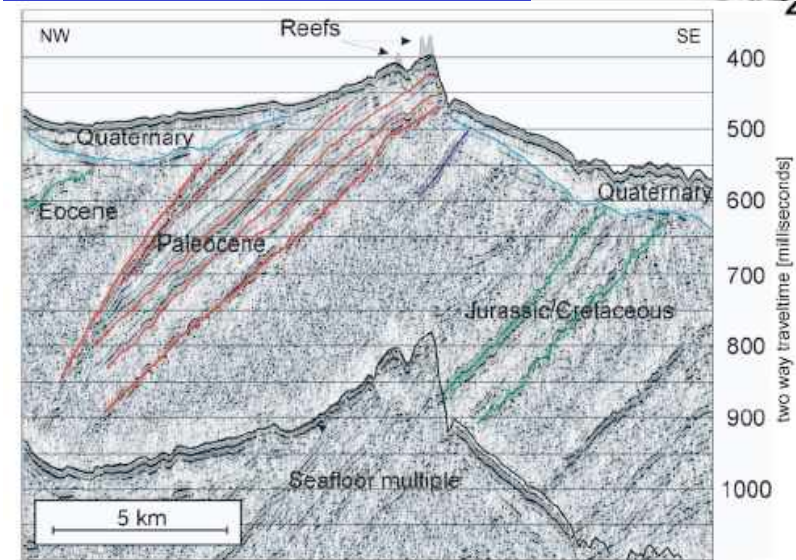 Reefs
NW
SE
400
Quaternary
500
Quaternary
600
Eocene
Paleocene
700
Jurassic/Cretaceous
800
900
Seafloor multiple
1000
5 km
two way traveltime [milliseconds]